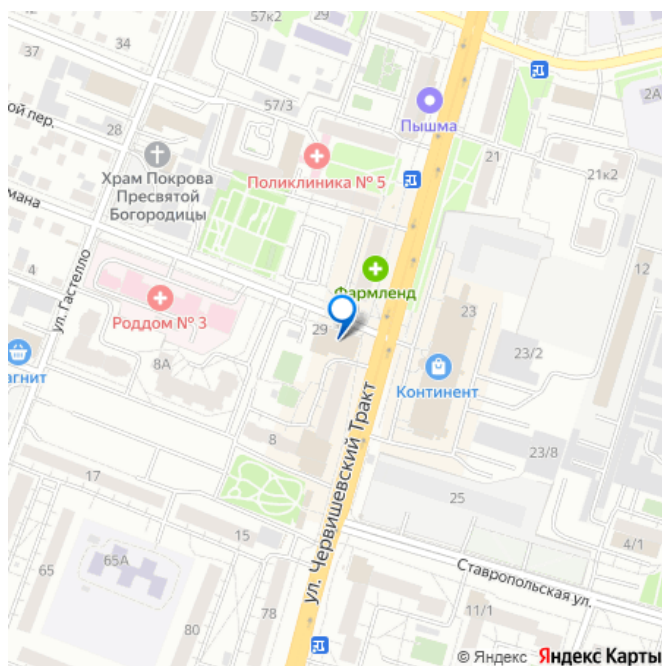 57к2
29
34
37
57/3
Пышма
2А
ой пер.
28
21
Поликлиника № 5
Храм Покрова
Пресвятой
Богородицы
21к2
мана
ул. Гастелло
4
12
Фармленд
Роддом № 3
29
23
23/2
агнит
8А
Континент
ул. Червишевский Тракт
8
23/8
17
25
15
65А
65
4/1
Ставропольская ул.
78
80
11/1
© Яндекс Яндекс Карты